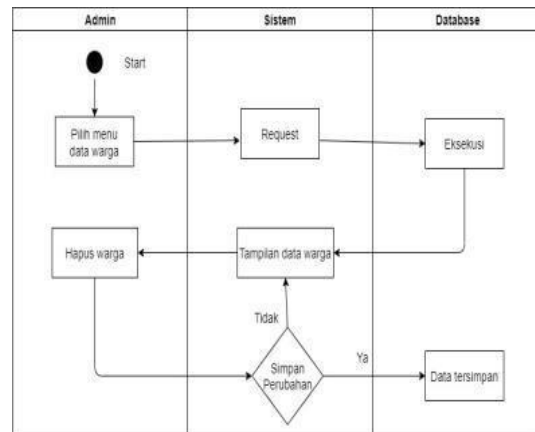 Admin
Sistem
Database
Start
Pilih menu
data warga
Request
Eksekusi
Hapus warga
Tampilan data warga
Tidak
Simpan
Perubahan
Ya
Data tersimpan